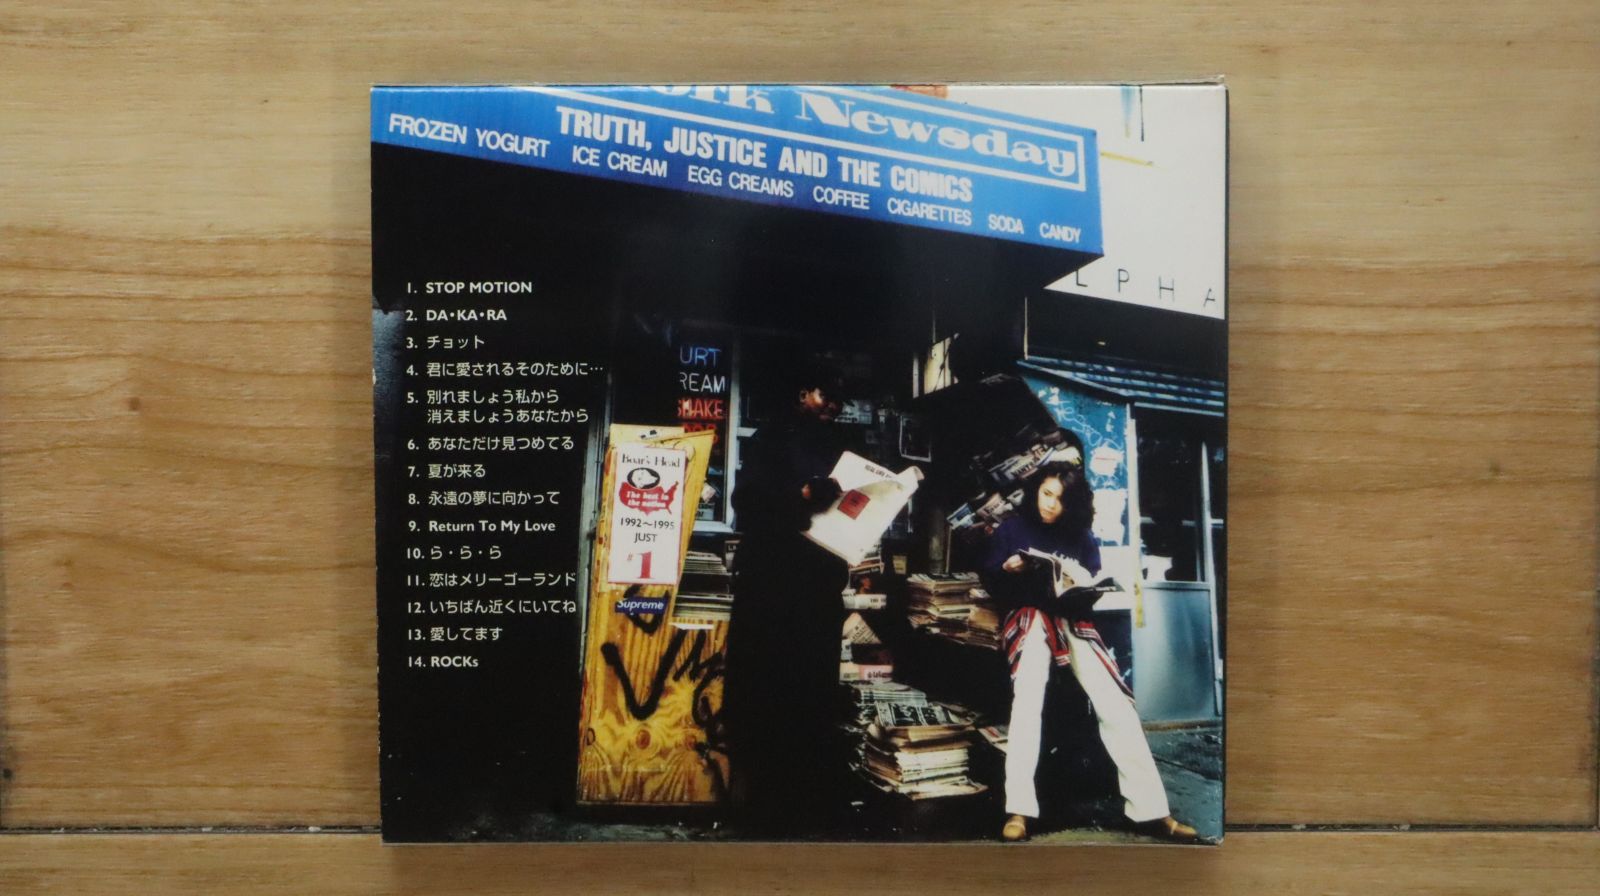 ork Newsday
TRUTH, JUSTICE AND THE COMICS
FROZEN YOGURT ICE CREAM EGG CREAMS COFFEE CIGARETTES SODA CANDY
LPHA
1. STOP MOTION
2. DA•KA•RA
3. チョット
4. 君に愛されるそのために…
5. 別れましょう私から
消えましょうあなたから
6. あなただけ見つめてる
7. 夏が来る
8. 永遠の夢に向かって
9. Return To My Love
10. ら・ら・ら
11. 恋はメリーゴーランド
12. いちばん近くにいてね
13. 愛してます
14. ROCKs
URT
REAM
SHAKE
Boar's Head
The best in
the nation
1992〜1995
JUST
#1
Supreme